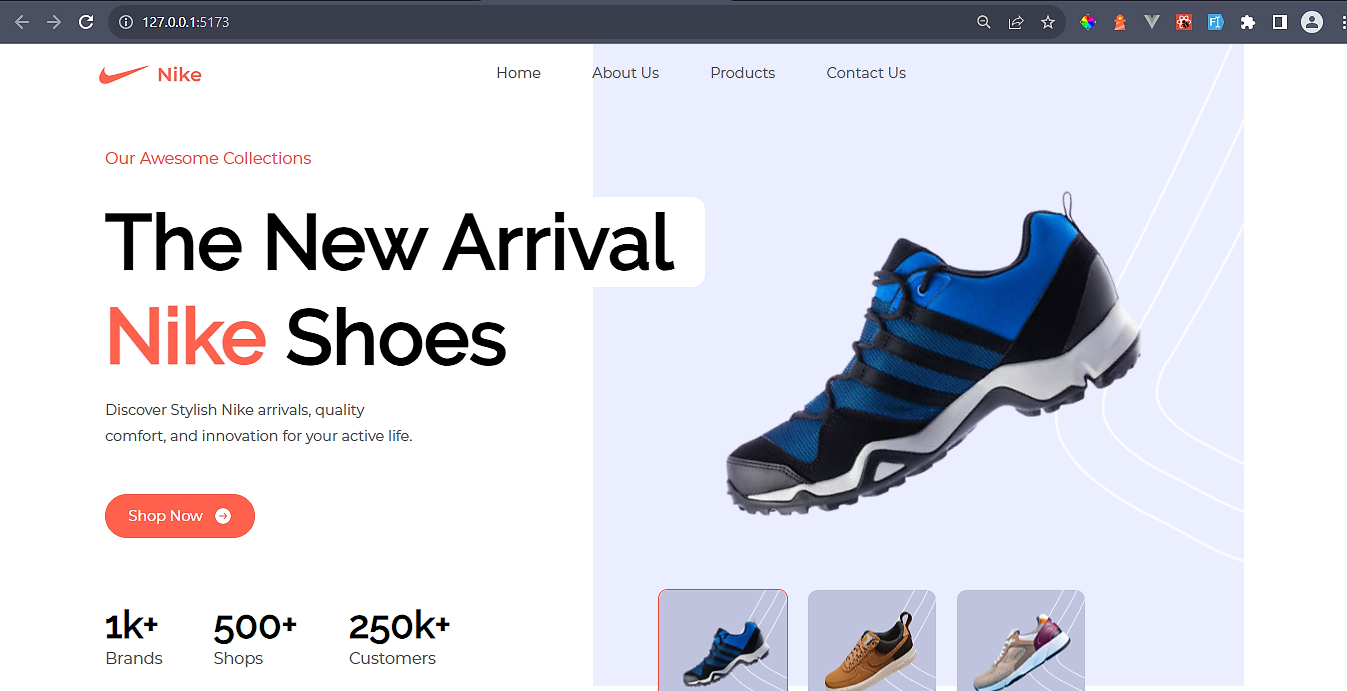 127.0.0.1:5173
Nike
Home About Us Products Contact Us
Our Awesome Collections
The New Arrival
Nike Shoes
Discover Stylish Nike arrivals, quality
comfort, and innovation for your active life.
Shop Now
1k+ 500+ 250k+
Brands Shops Customers